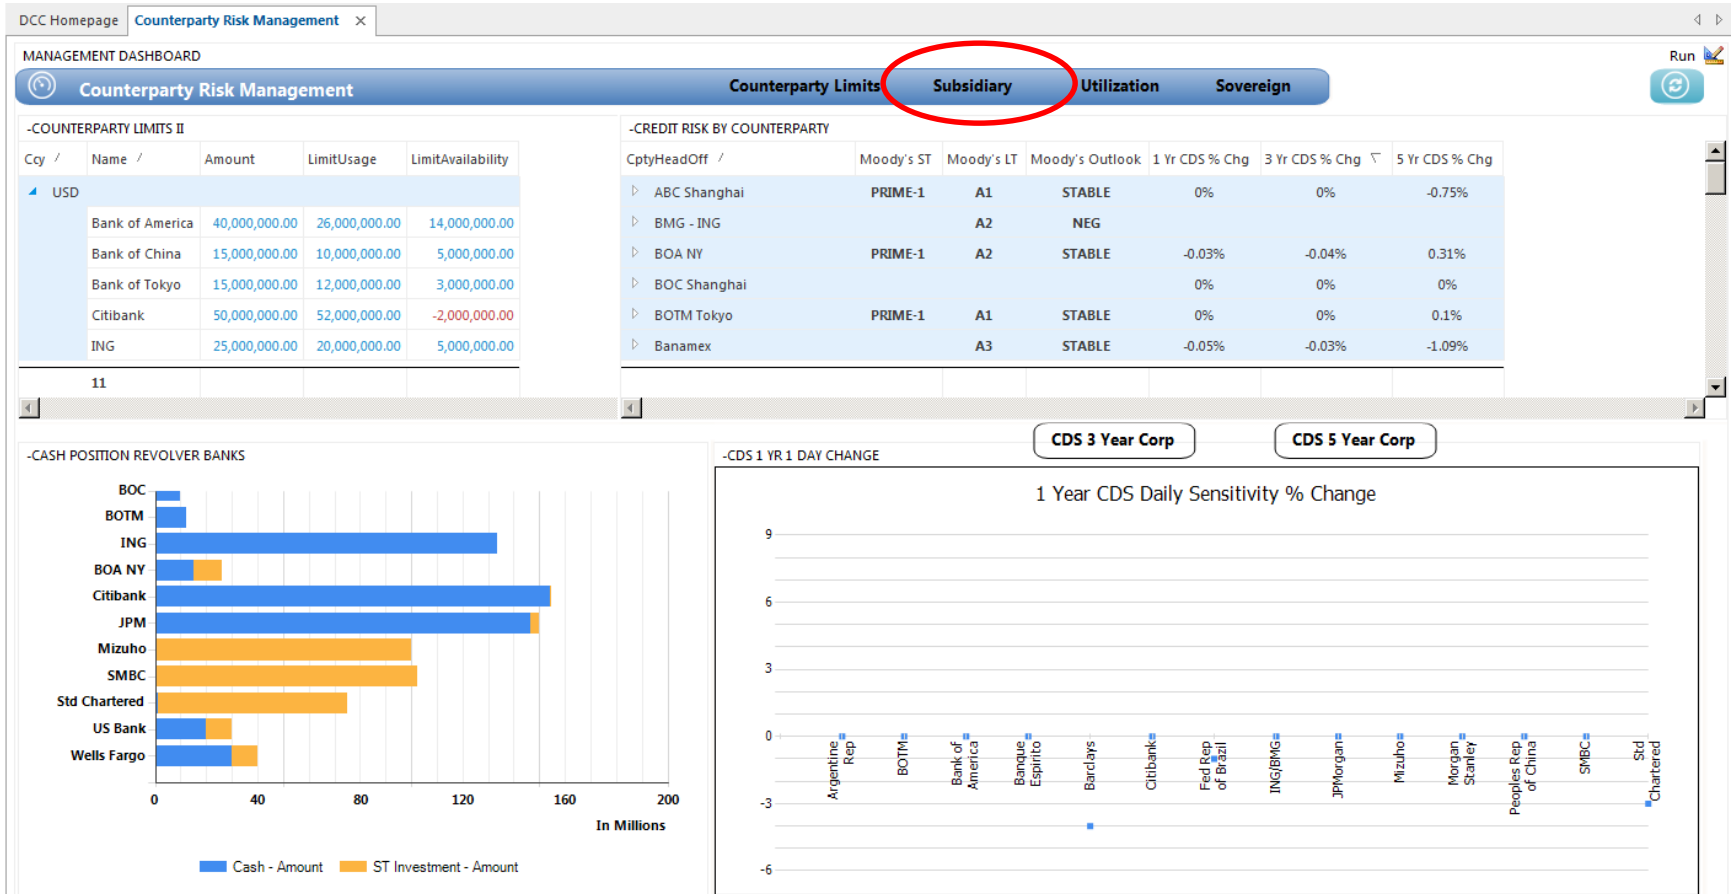 DCC Homepage Counterparty Risk Management
MANAGEMENT DASHBOARD Run
Counterparty Risk Management Counterparty Limits Subsidiary Utilization Sovereign
-COUNTERPARTY LIMITS II
Ccy Name Amount LimitUsage LimitAvailability
USD
Bank of America 40,000,000.00 26,000,000.00 14,000,000.00
Bank of China 15,000,000.00 10,000,000.00 5,000,000.00
Bank of Tokyo 15,000,000.00 12,000,000.00 3,000,000.00
Citibank 50,000,000.00 52,000,000.00 -2,000,000.00
ING 25,000,000.00 20,000,000.00 5,000,000.00
11
-CREDIT RISK BY COUNTERPARTY
CptyHeadOff Moody's ST Moody's LT Moody's Outlook 1 Yr CDS % Chg 3 Yr CDS % Chg 5 Yr CDS % Chg
ABC Shanghai PRIME-1 A1 STABLE 0% 0% -0.75%
BMG - ING A2 NEG
BOA NY PRIME-1 A2 STABLE -0.03% -0.04% 0.31%
BOC Shanghai 0% 0% 0%
BOTM Tokyo PRIME-1 A1 STABLE 0% 0% 0.1%
Banamex A3 STABLE -0.05% -0.03% -1.09%
-CASH POSITION REVOLVER BANKS
BOC
BOTM
ING
BOA NY
Citibank
JPM
Mizuho
SMBC
Std Chartered
US Bank
Wells Fargo
0 40 80 120 160 200
In Millions
Cash - Amount ST Investment - Amount
CDS 3 Year Corp CDS 5 Year Corp
-CDS 1 YR 1 DAY CHANGE
1 Year CDS Daily Sensitivity % Change
9
6
3
0
-3
-6
Argentine Rep
BOTM
Bank of America
Banque Espirito
Barclays
Citibank
Fed Rep of Brazil
ING/BMG
JPMorgan
Mizuho
Morgan Stanley
Peoples Rep of China
SMBC
Std Chartered